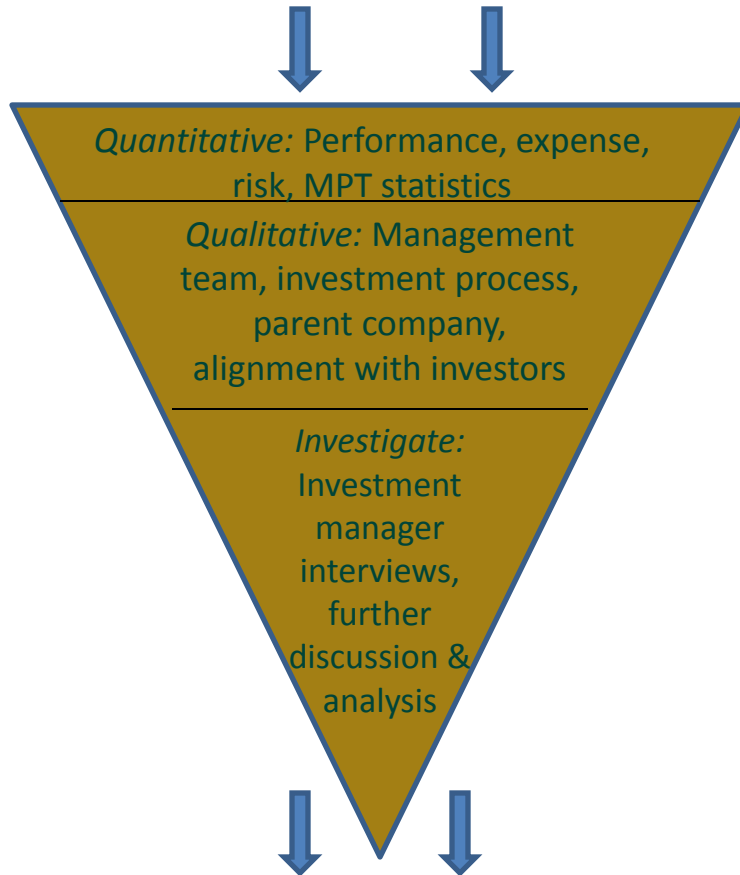 Quantitative: Performance, expense,
risk, MPT statistics
Qualitative: Management
team, investment process,
parent company,
alignment with investors
Investigate:
Investment
manager
interviews,
further
discussion &
analysis